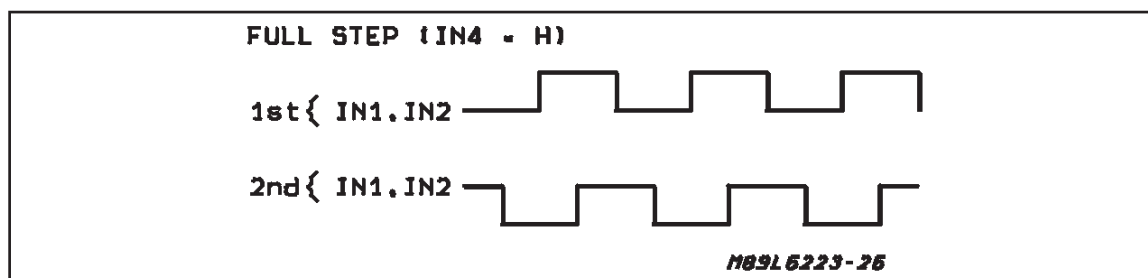 FULL STEP (IN4 = H)
1st{ IN1.IN2
2nd{ IN1.IN2
M89L6223-26